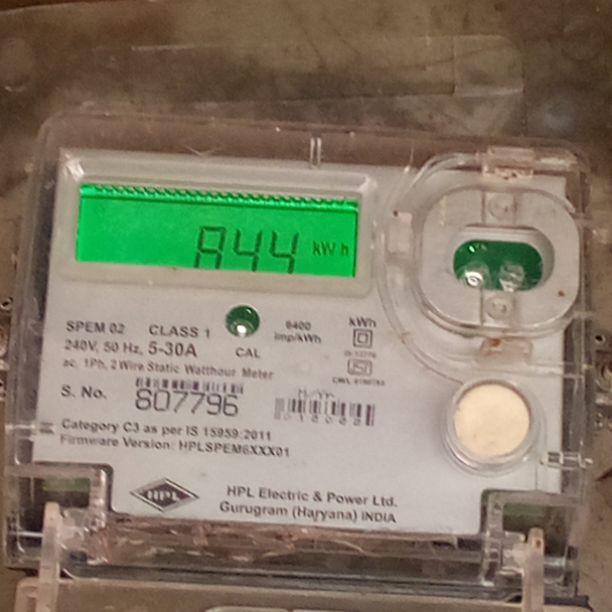 844 kWh
SPEM 02 CLASS 1 6400 imp/kWh kWh
240V, 50 Hz, 5-30A CAL
ac, 1Ph, 2 Wire Static Watthour Meter
S. No. 807796 M/Yr.
Category C3 as per IS 15959:2011
Firmware Version: HPLSPEM6XXX01
HPL HPL Electric & Power Ltd.
Gurugram (Haryana) INDIA